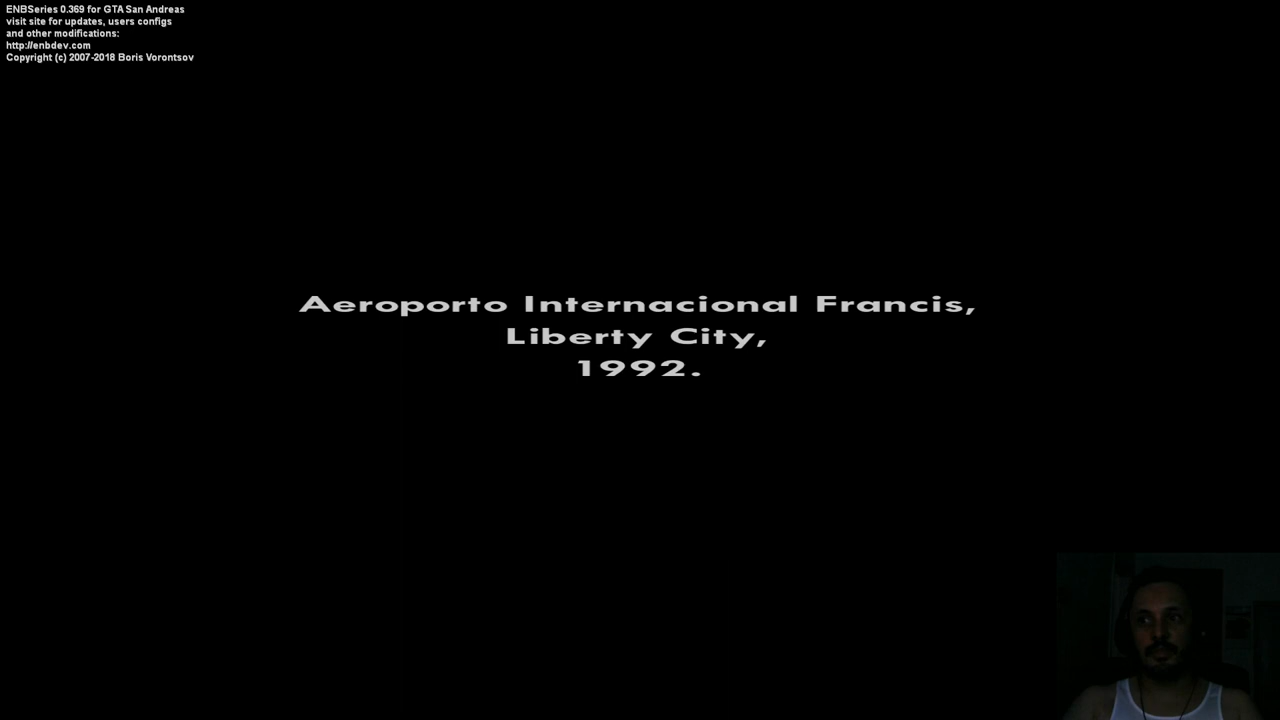 ENBSeries 0.369 for GTA San Andreas
visit site for updates, users configs
and other modifications:
http://enbdev.com
Copyright (c) 2007-2018 Boris Vorontsov
Aeroporto Internacional Francis,
Liberty City,
1992.